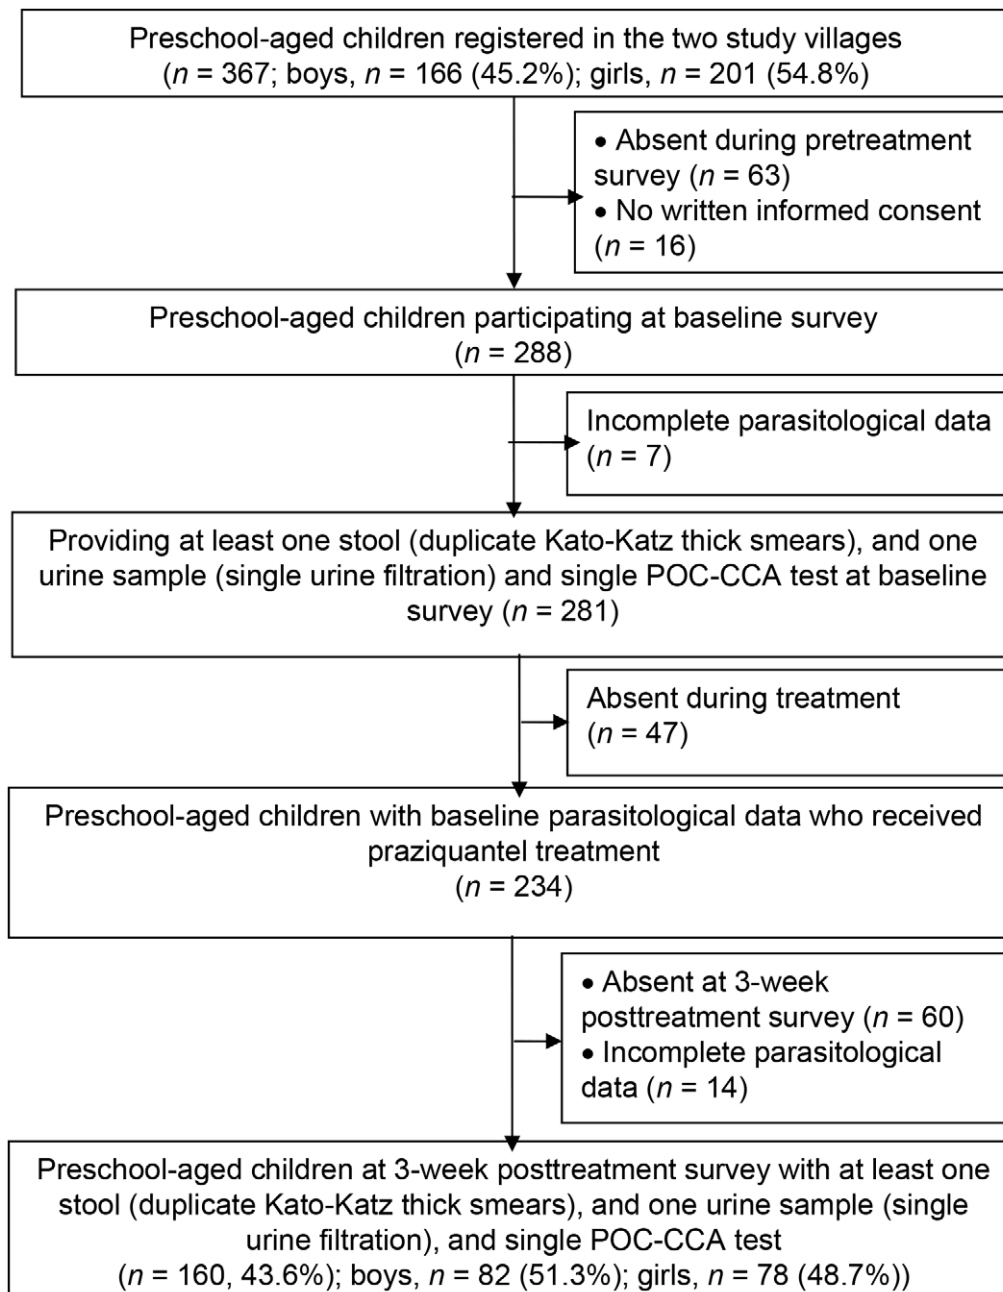 Preschool-aged children registered in the two study villages
(n = 367; boys, n = 166 (45.2%); girls, n = 201 (54.8%)
• Absent during pretreatment
survey (n = 63)
• No written informed consent
(n = 16)
Preschool-aged children participating at baseline survey
(n = 288)
Incomplete parasitological data
(n = 7)
Providing at least one stool (duplicate Kato-Katz thick smears), and one
urine sample (single urine filtration) and single POC-CCA test at baseline
survey (n = 281)
Absent during treatment
(n = 47)
Preschool-aged children with baseline parasitological data who received
praziquantel treatment
(n = 234)
• Absent at 3-week
posttreatment survey (n = 60)
• Incomplete parasitological
data (n = 14)
Preschool-aged children at 3-week posttreatment survey with at least one
stool (duplicate Kato-Katz thick smears), and one urine sample (single
urine filtration), and single POC-CCA test
(n = 160, 43.6%); boys, n = 82 (51.3%); girls, n = 78 (48.7%))